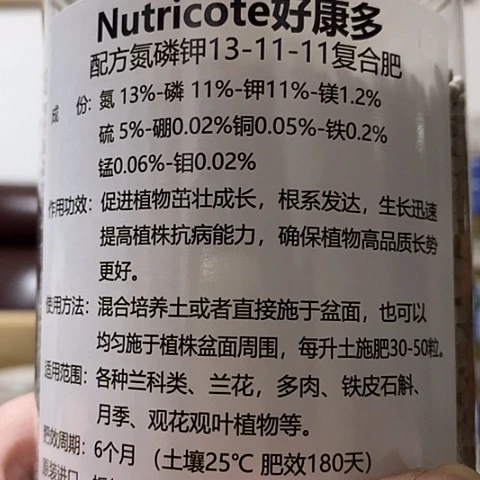 Nutricote好康多
配方氮磷钾13-11-11复合肥
成 份：氮 13%-磷 11%-钾11%-镁1.2%
硫 5%-硼0.02%铜0.05%-铁0.2%
锰0.06%-钼0.02%
作用功效：促进植物茁壮成长，根系发达，生长迅速
提高植株抗病能力，确保植物高品质长势
更好。
使用方法：混合培养土或者直接施于盆面，也可以
均匀施于植株盆面周围，每升土施肥30-50粒。
适用范围：各种兰科类、兰花，多肉、铁皮石斛、
月季、观花观叶植物等。
肥效周期：6个月 （土壤25℃ 肥效180天）
原装进口